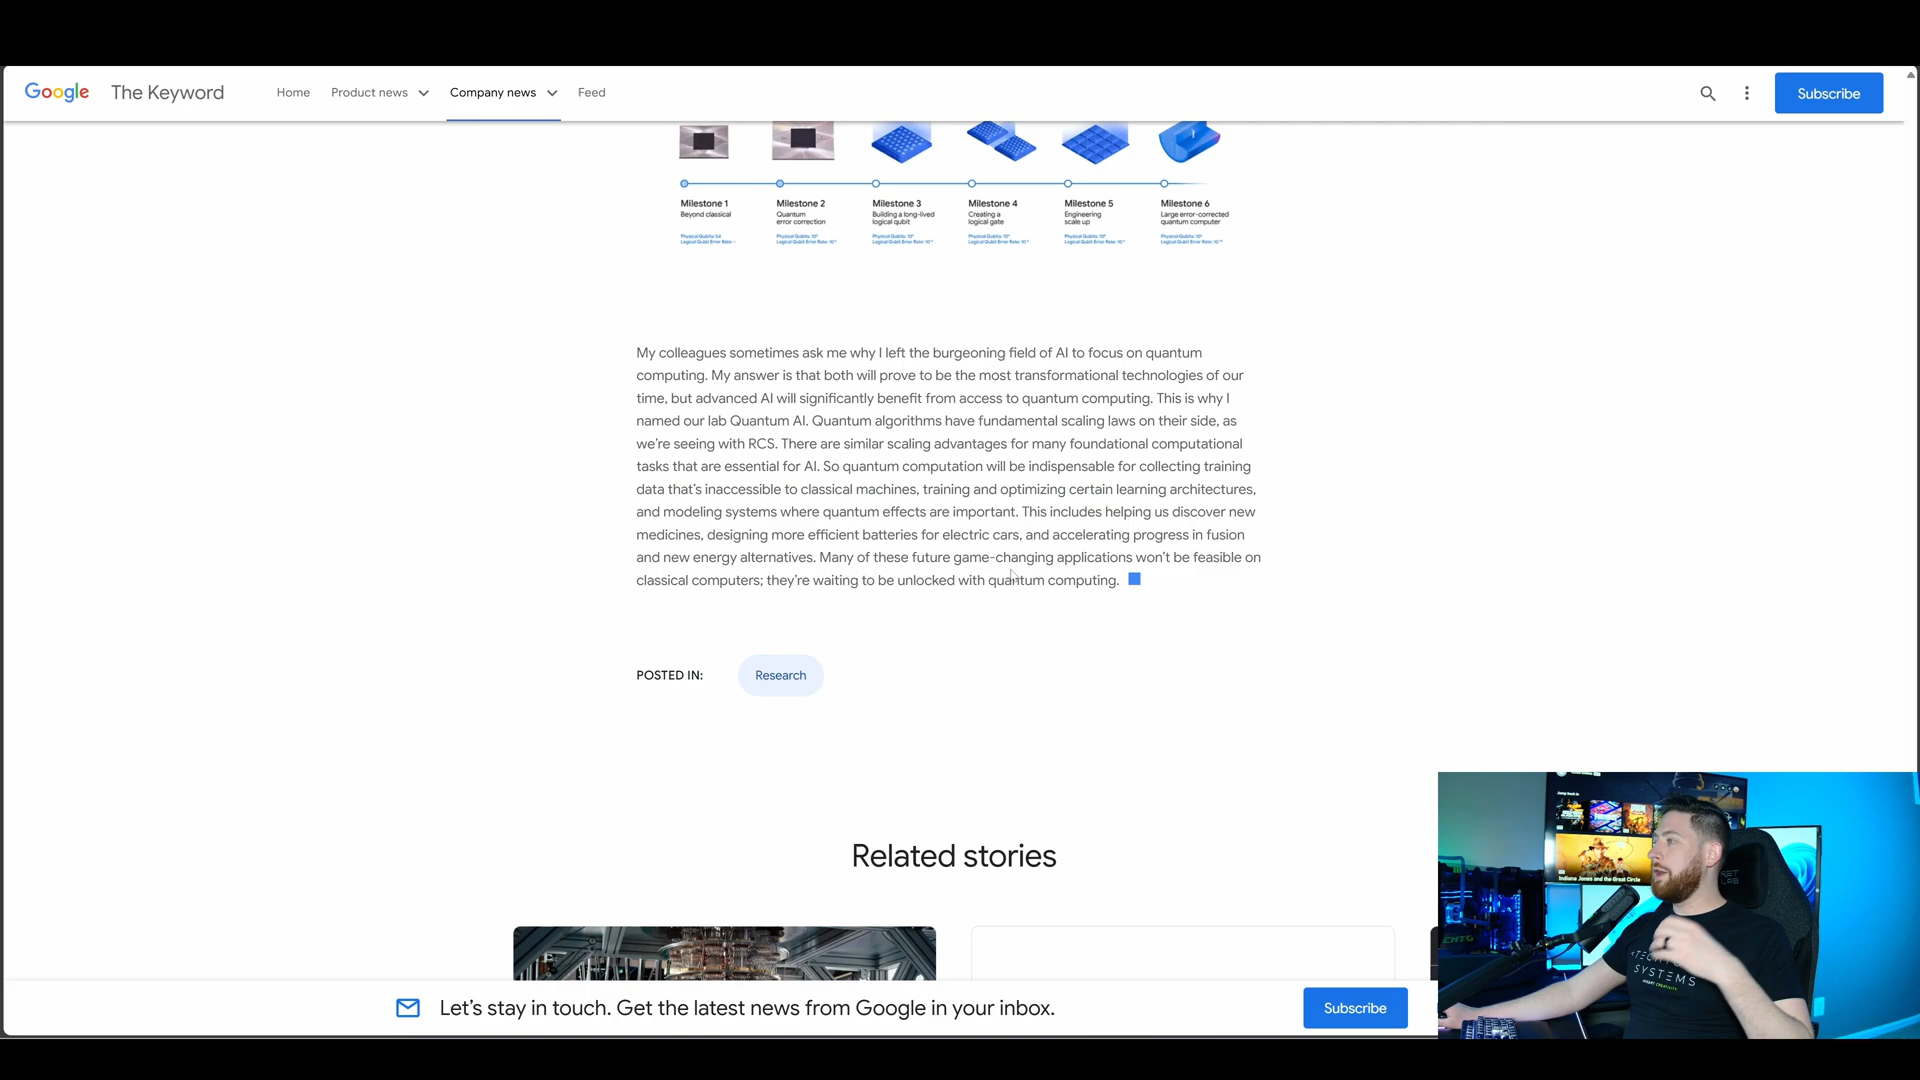 Google The Keyword Home Product news Company news Feed Subscribe
Milestone 1 Milestone 2 Milestone 3 Milestone 4 Milestone 5 Milestone 6
Beyond classical Quantum Building a long-lived Creating a Engineering Large error-corrected
error correction logical qubit logical gate scale up quantum computer
My colleagues sometimes ask me why I left the burgeoning field of AI to focus on quantum
computing. My answer is that both will prove to be the most transformational technologies of our
time, but advanced AI will significantly benefit from access to quantum computing. This is why I
named our lab Quantum AI. Quantum algorithms have fundamental scaling laws on their side, as
we're seeing with RCS. There are similar scaling advantages for many foundational computational
tasks that are essential for AI. So quantum computation will be indispensable for collecting training
data that's inaccessible to classical machines, training and optimizing certain learning architectures,
and modeling systems where quantum effects are important. This includes helping us discover new
medicines, designing more efficient batteries for electric cars, and accelerating progress in fusion
and new energy alternatives. Many of these future game-changing applications won't be feasible on
classical computers; they're waiting to be unlocked with quantum computing.
POSTED IN: Research
Related stories
Indiana Jones and the Great Circle
SYSTEMS
Let's stay in touch. Get the latest news from Google in your inbox. Subscribe